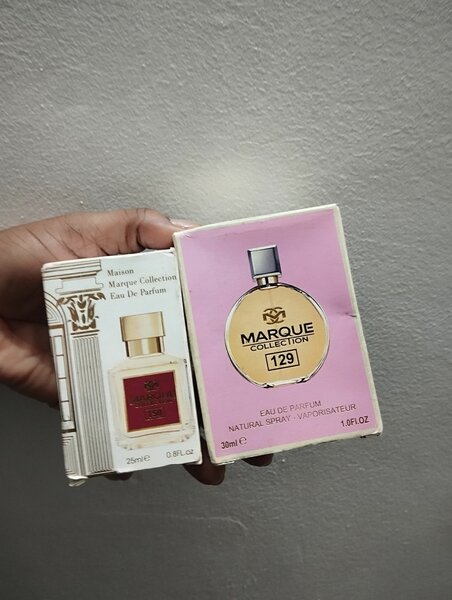 Maison
Marque Collection
Eau De Parfum
25ml e
0.8FL.oz
MARQUE
COLLECTION
129
EAU DE PARFUM
NATURAL SPRAY - VAPORISATEUR
30ml e
1.0FL.OZ